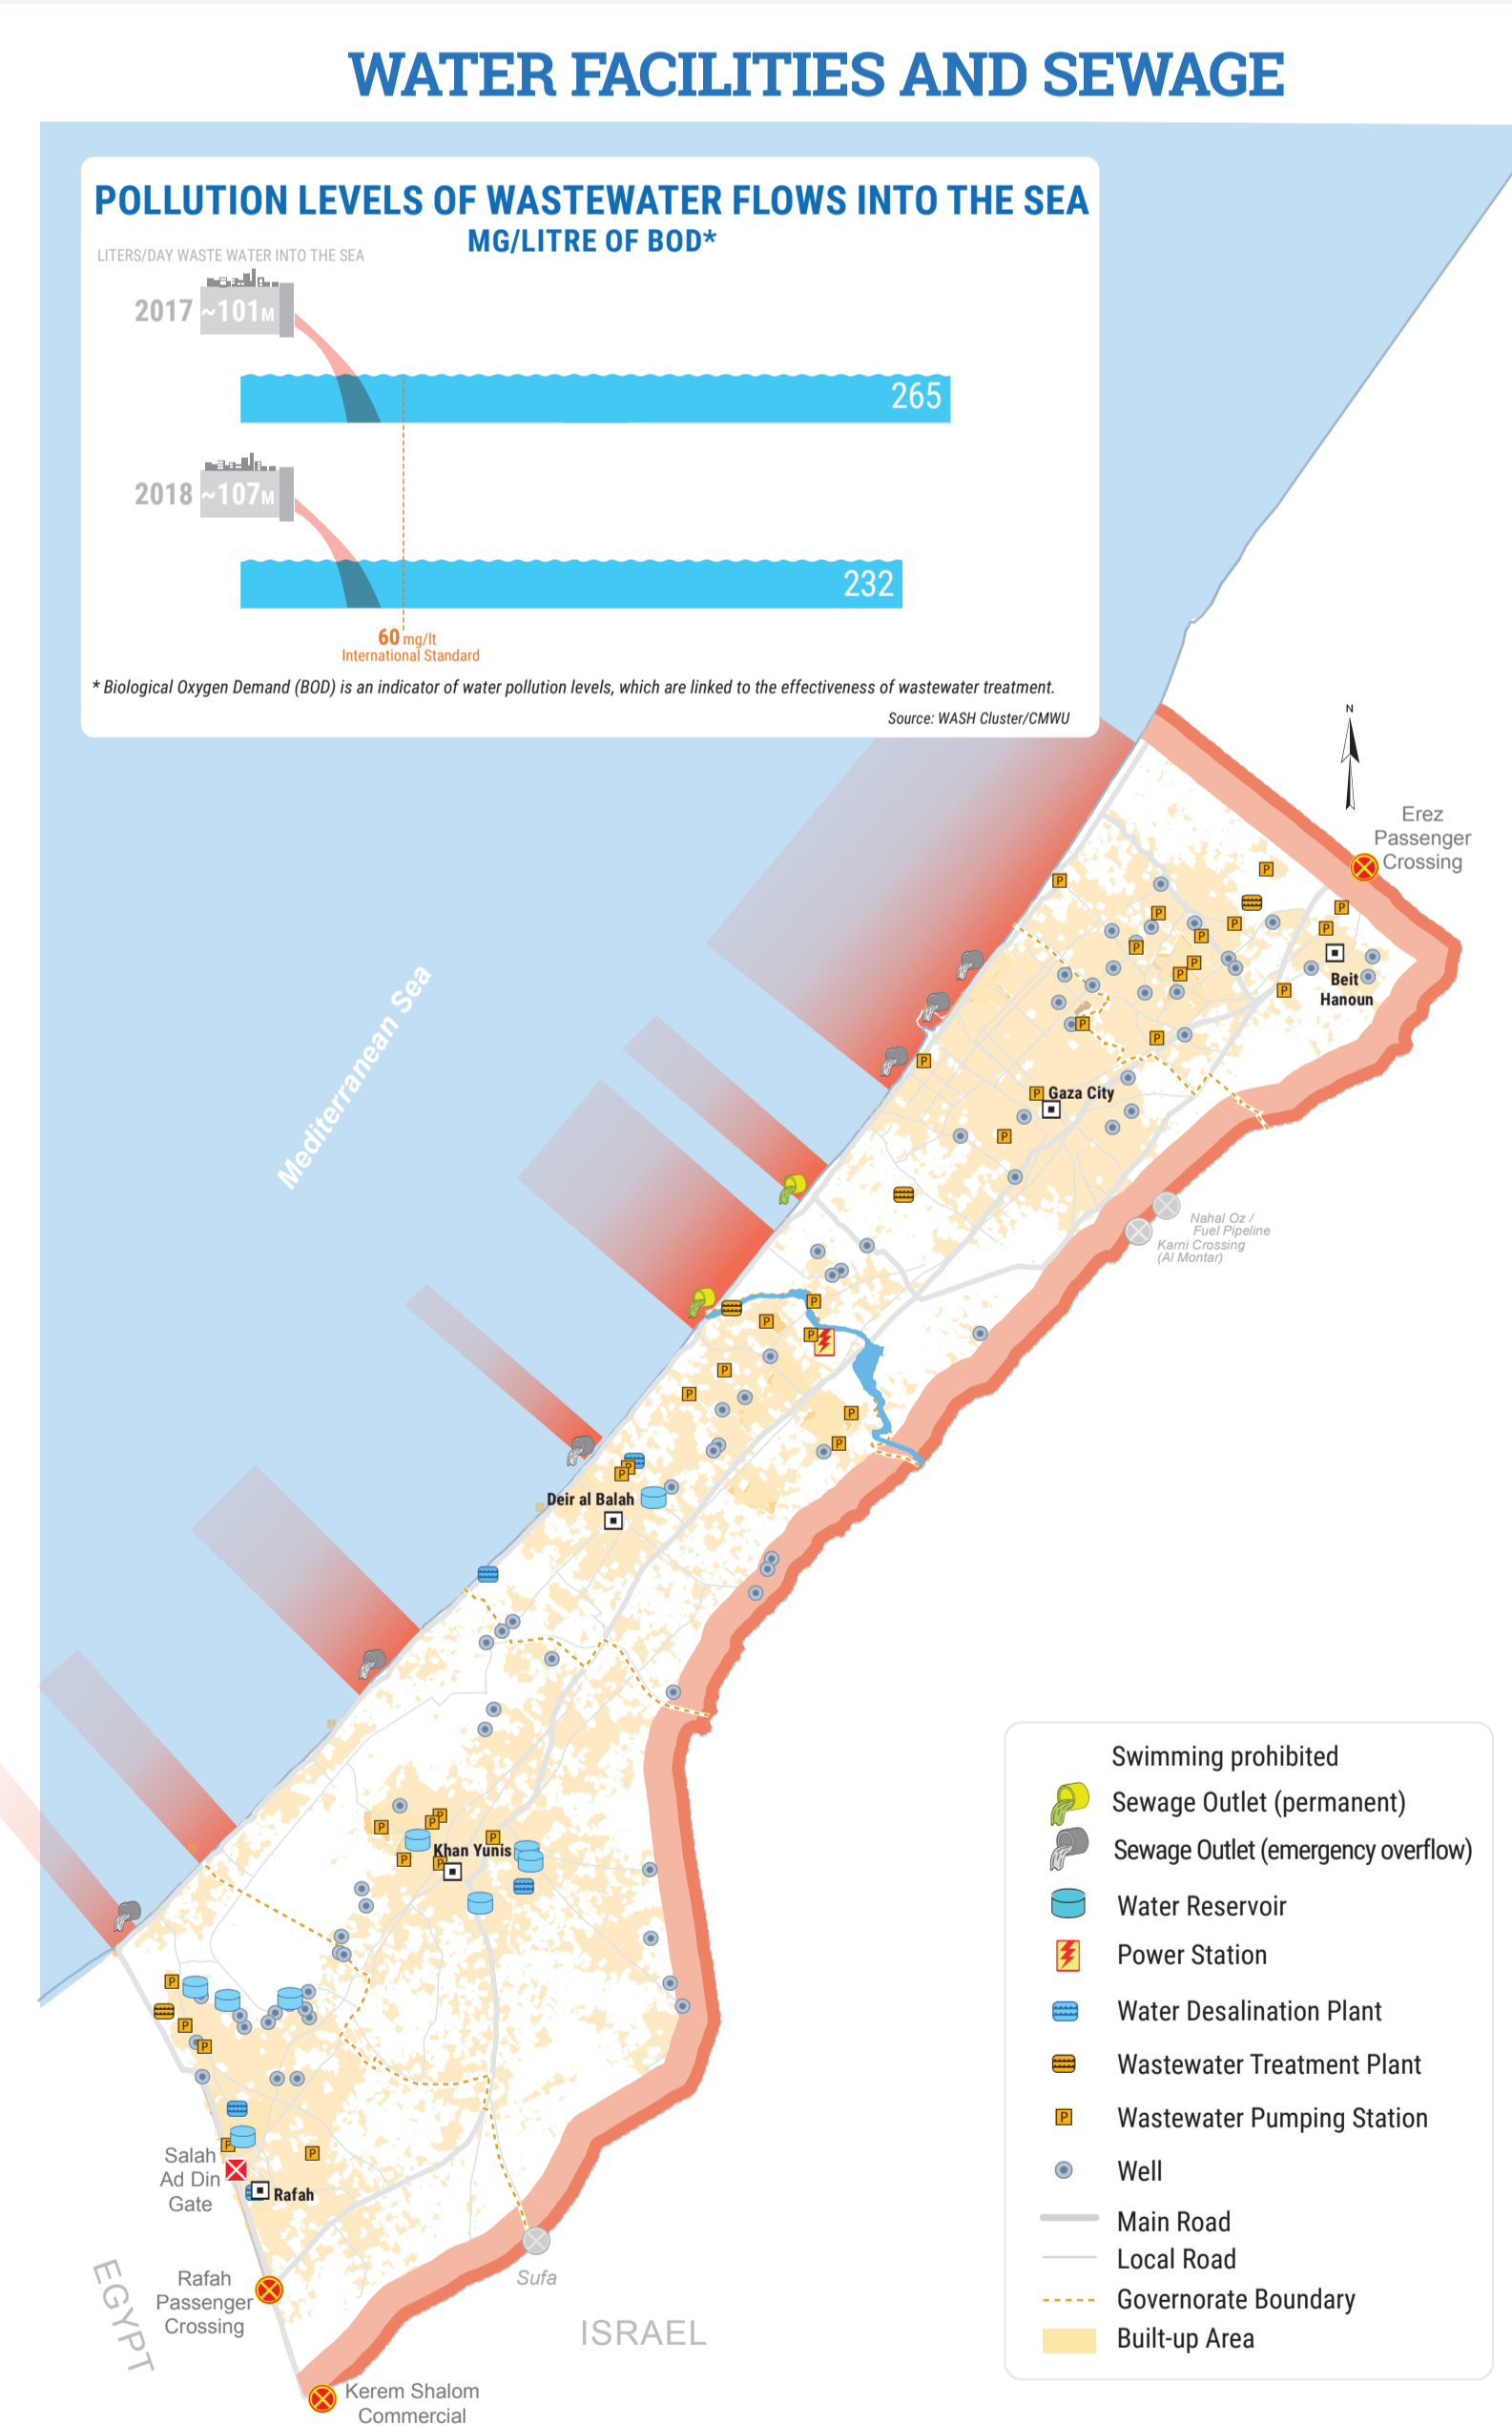 WATER FACILITIES AND SEWAGE
POLLUTION LEVELS OF WASTEWATER FLOWS INTO THE SEA
MG/LITRE OF BOD*
LITERS/DAY WASTE WATER INTO THE SEA
2017 ~101M
265
2018 ~107M
232
60 mg/lt
International Standard
* Biological Oxygen Demand (BOD) is an indicator of water pollution levels, which are linked to the effectiveness of wastewater treatment.
Source: WASH Cluster/CMWU
N
Erez
Passenger
Crossing
Beit
Hanoun
Mediterranean Sea
Gaza City
Nahal Oz /
Fuel Pipeline
Karni Crossing
(Al Montar)
Deir al Balah
Khan Yunis
Salah
Ad Din
Gate
Rafah
Rafah
Passenger
Crossing
EGYPT
Sufa
ISRAEL
Kerem Shalom
Commercial
Swimming prohibited
Sewage Outlet (permanent)
Sewage Outlet (emergency overflow)
Water Reservoir
Power Station
Water Desalination Plant
Wastewater Treatment Plant
P Wastewater Pumping Station
Well
Main Road
Local Road
Governorate Boundary
Built-up Area